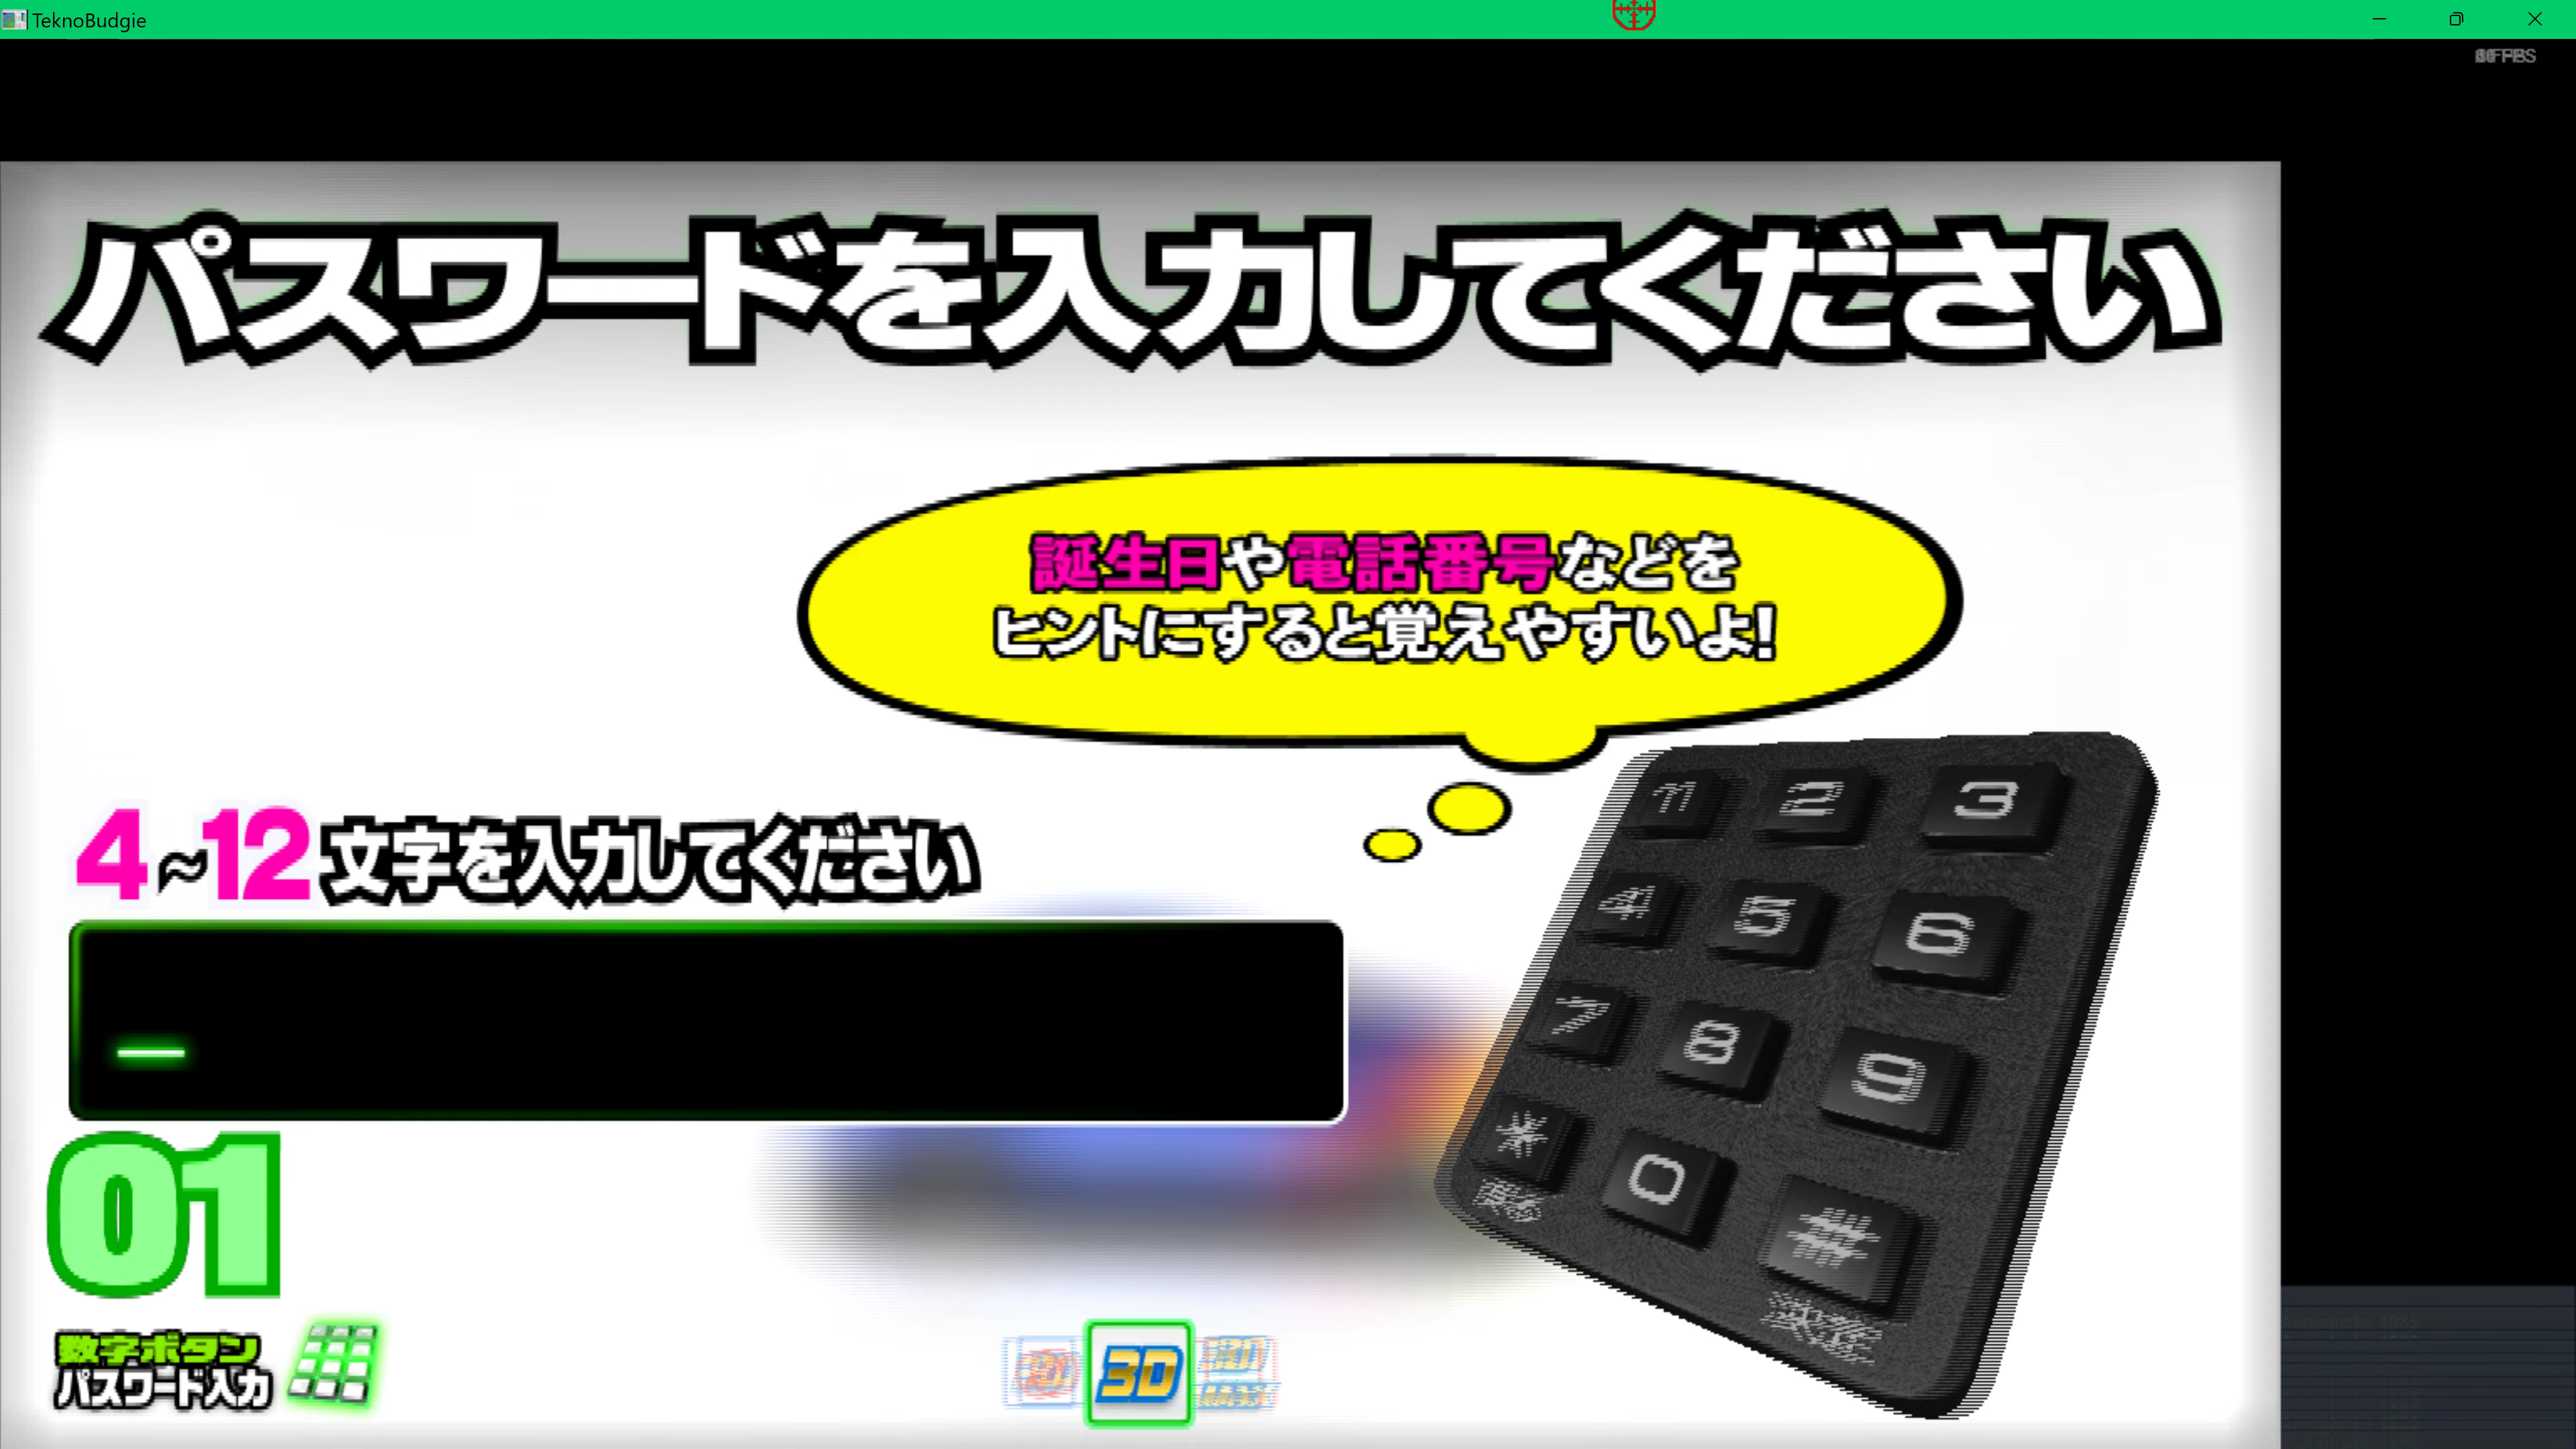 TeknoBudgie
パスワードを入力してください
誕生日や電話番号などを
ヒントにすると覚えやすいよ!
4~12文字を入力してください
1 2 3
4 5 6
7 8 9
* 0 #
01
数字ボタン
パスワード入力
3D